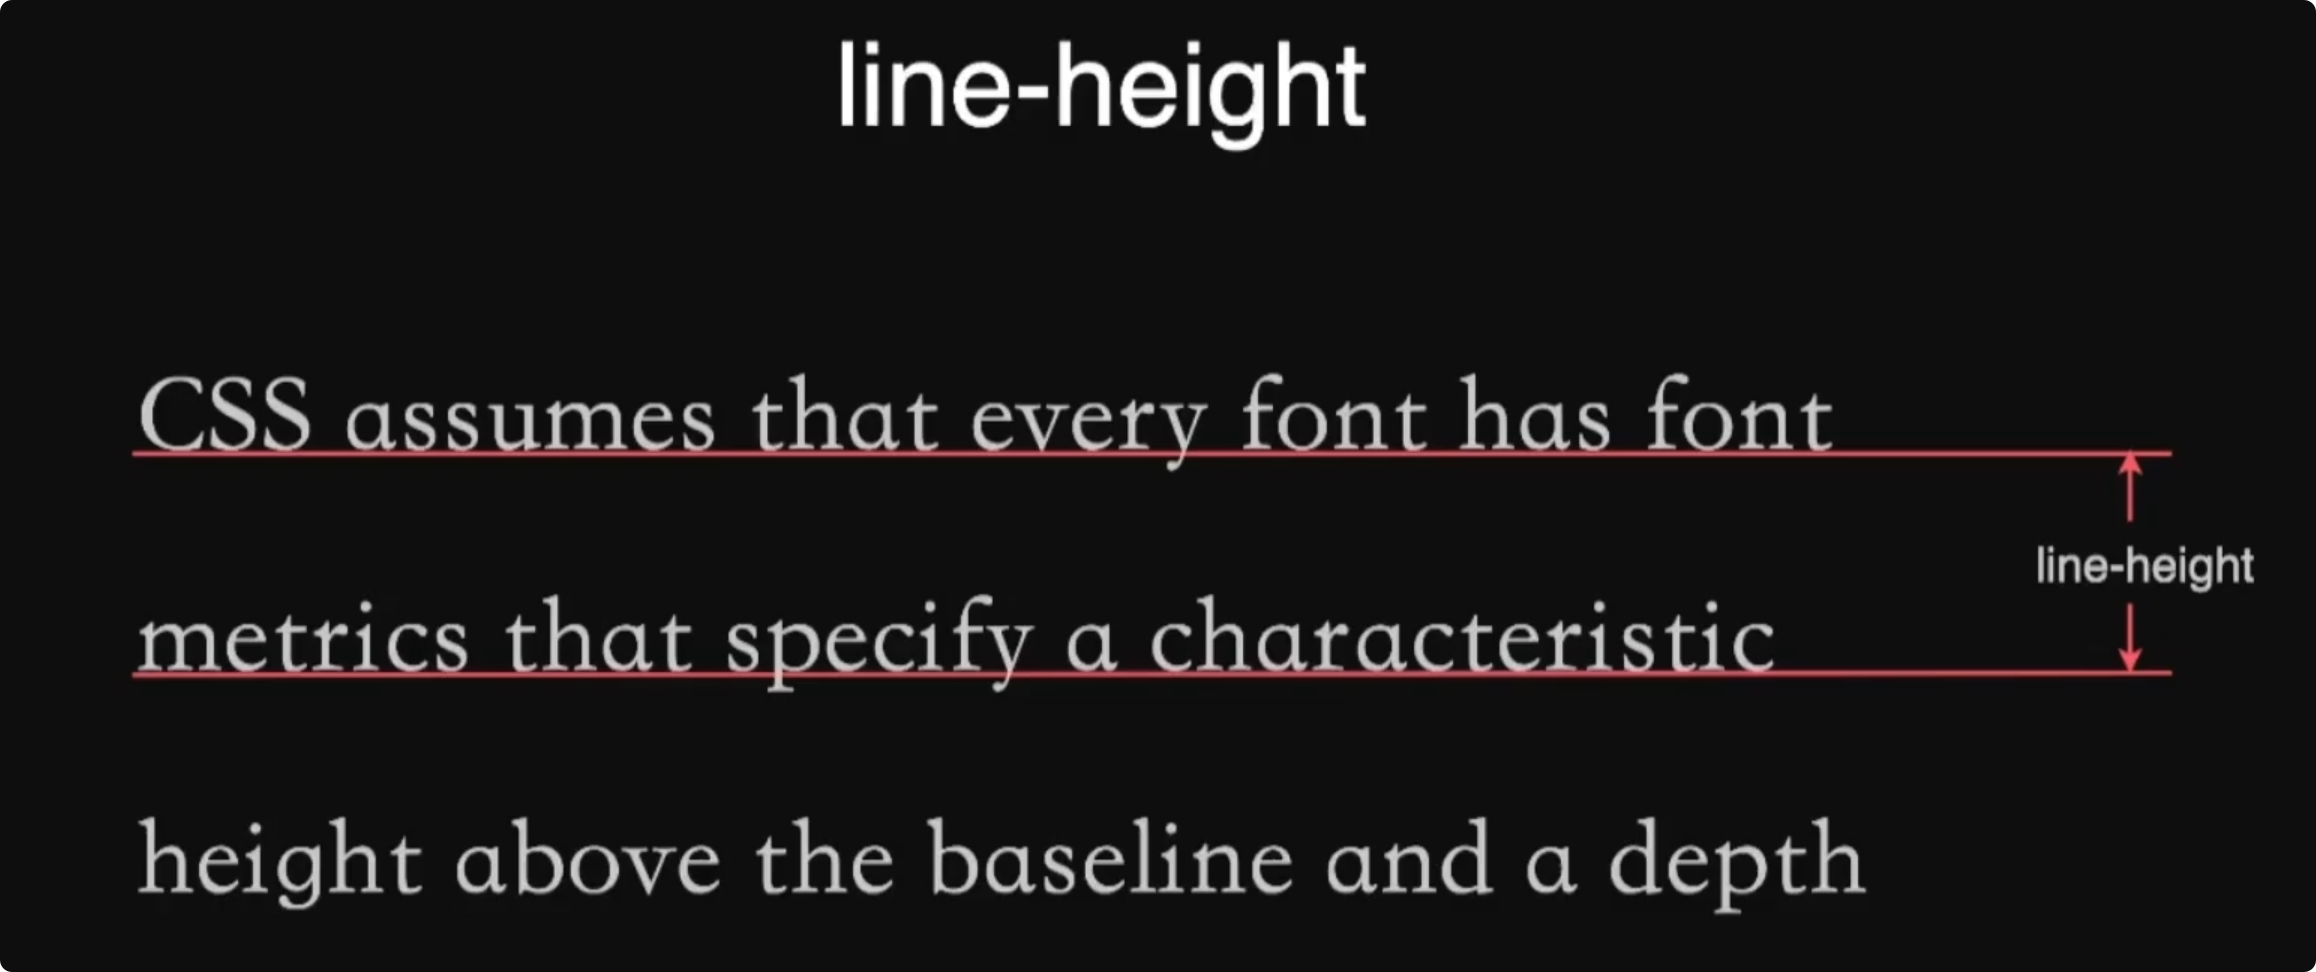 line-height
CSS assumes that every font has font
line-height
metrics that specify a characteristic
height above the baseline and a depth